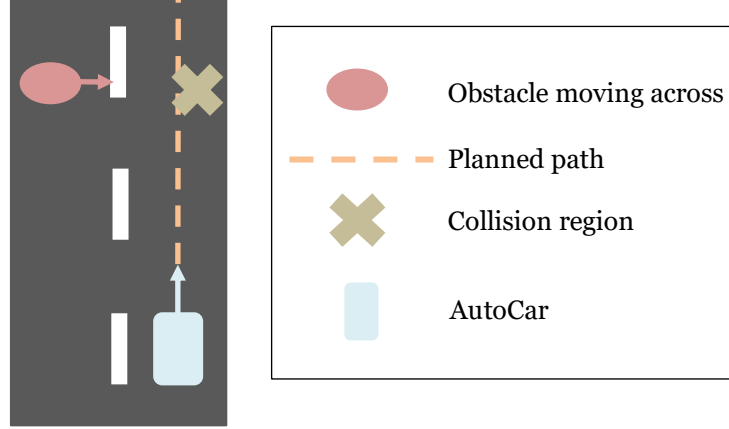 Obstacle moving across
Planned path
Collision region
AutoCar